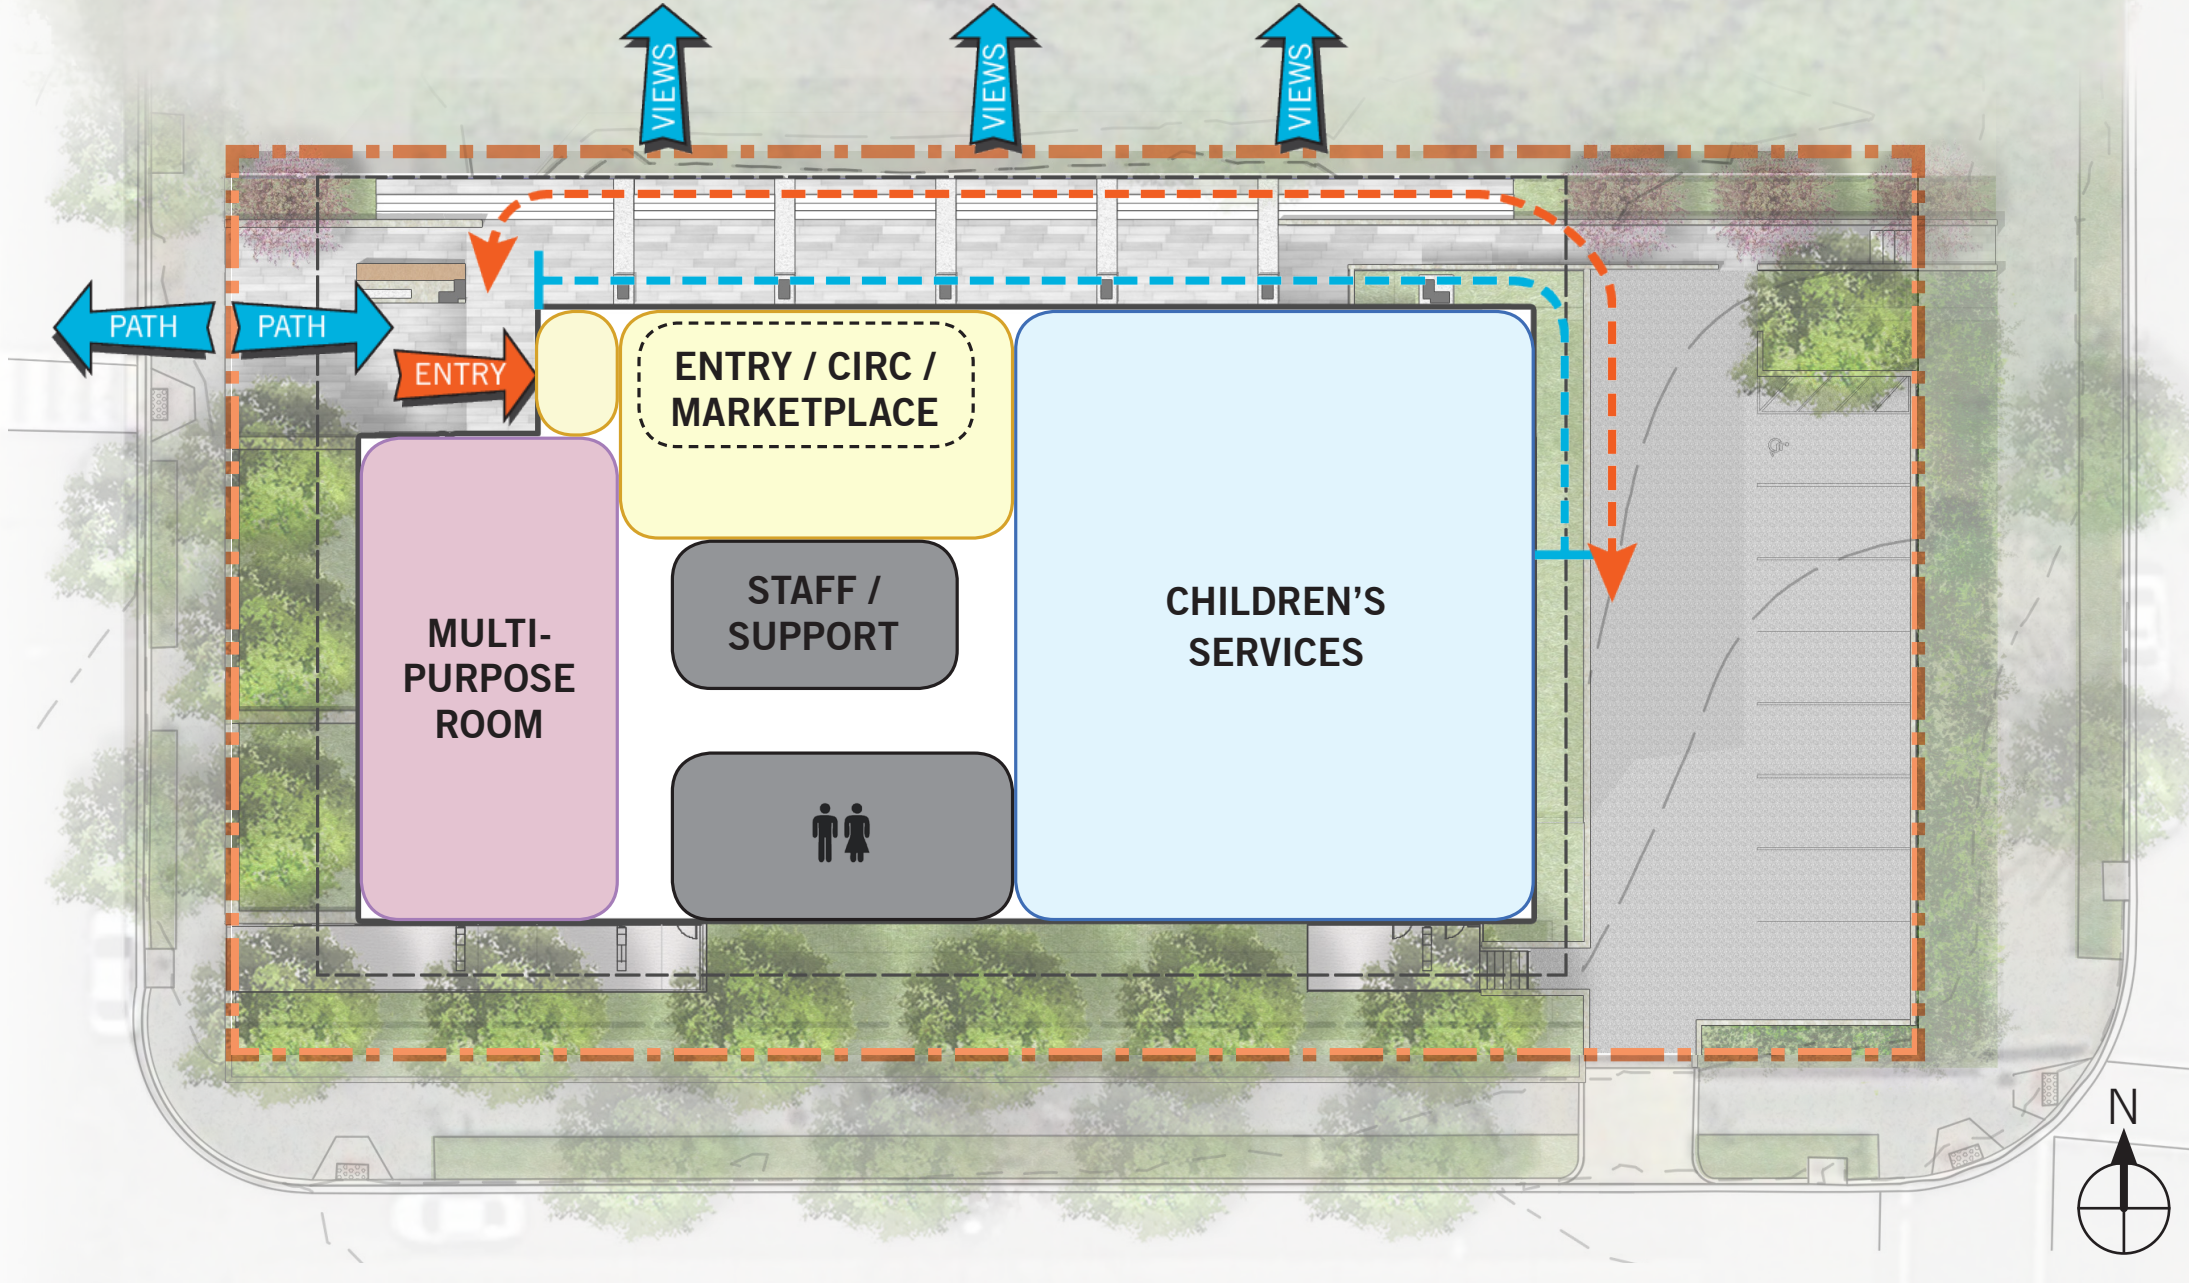 VIEWS
VIEWS
VIEWS
PATH
PATH
ENTRY
ENTRY / CIRC /
MARKETPLACE
STAFF /
SUPPORT
CHILDREN’S
SERVICES
MULTI-
PURPOSE
ROOM
N